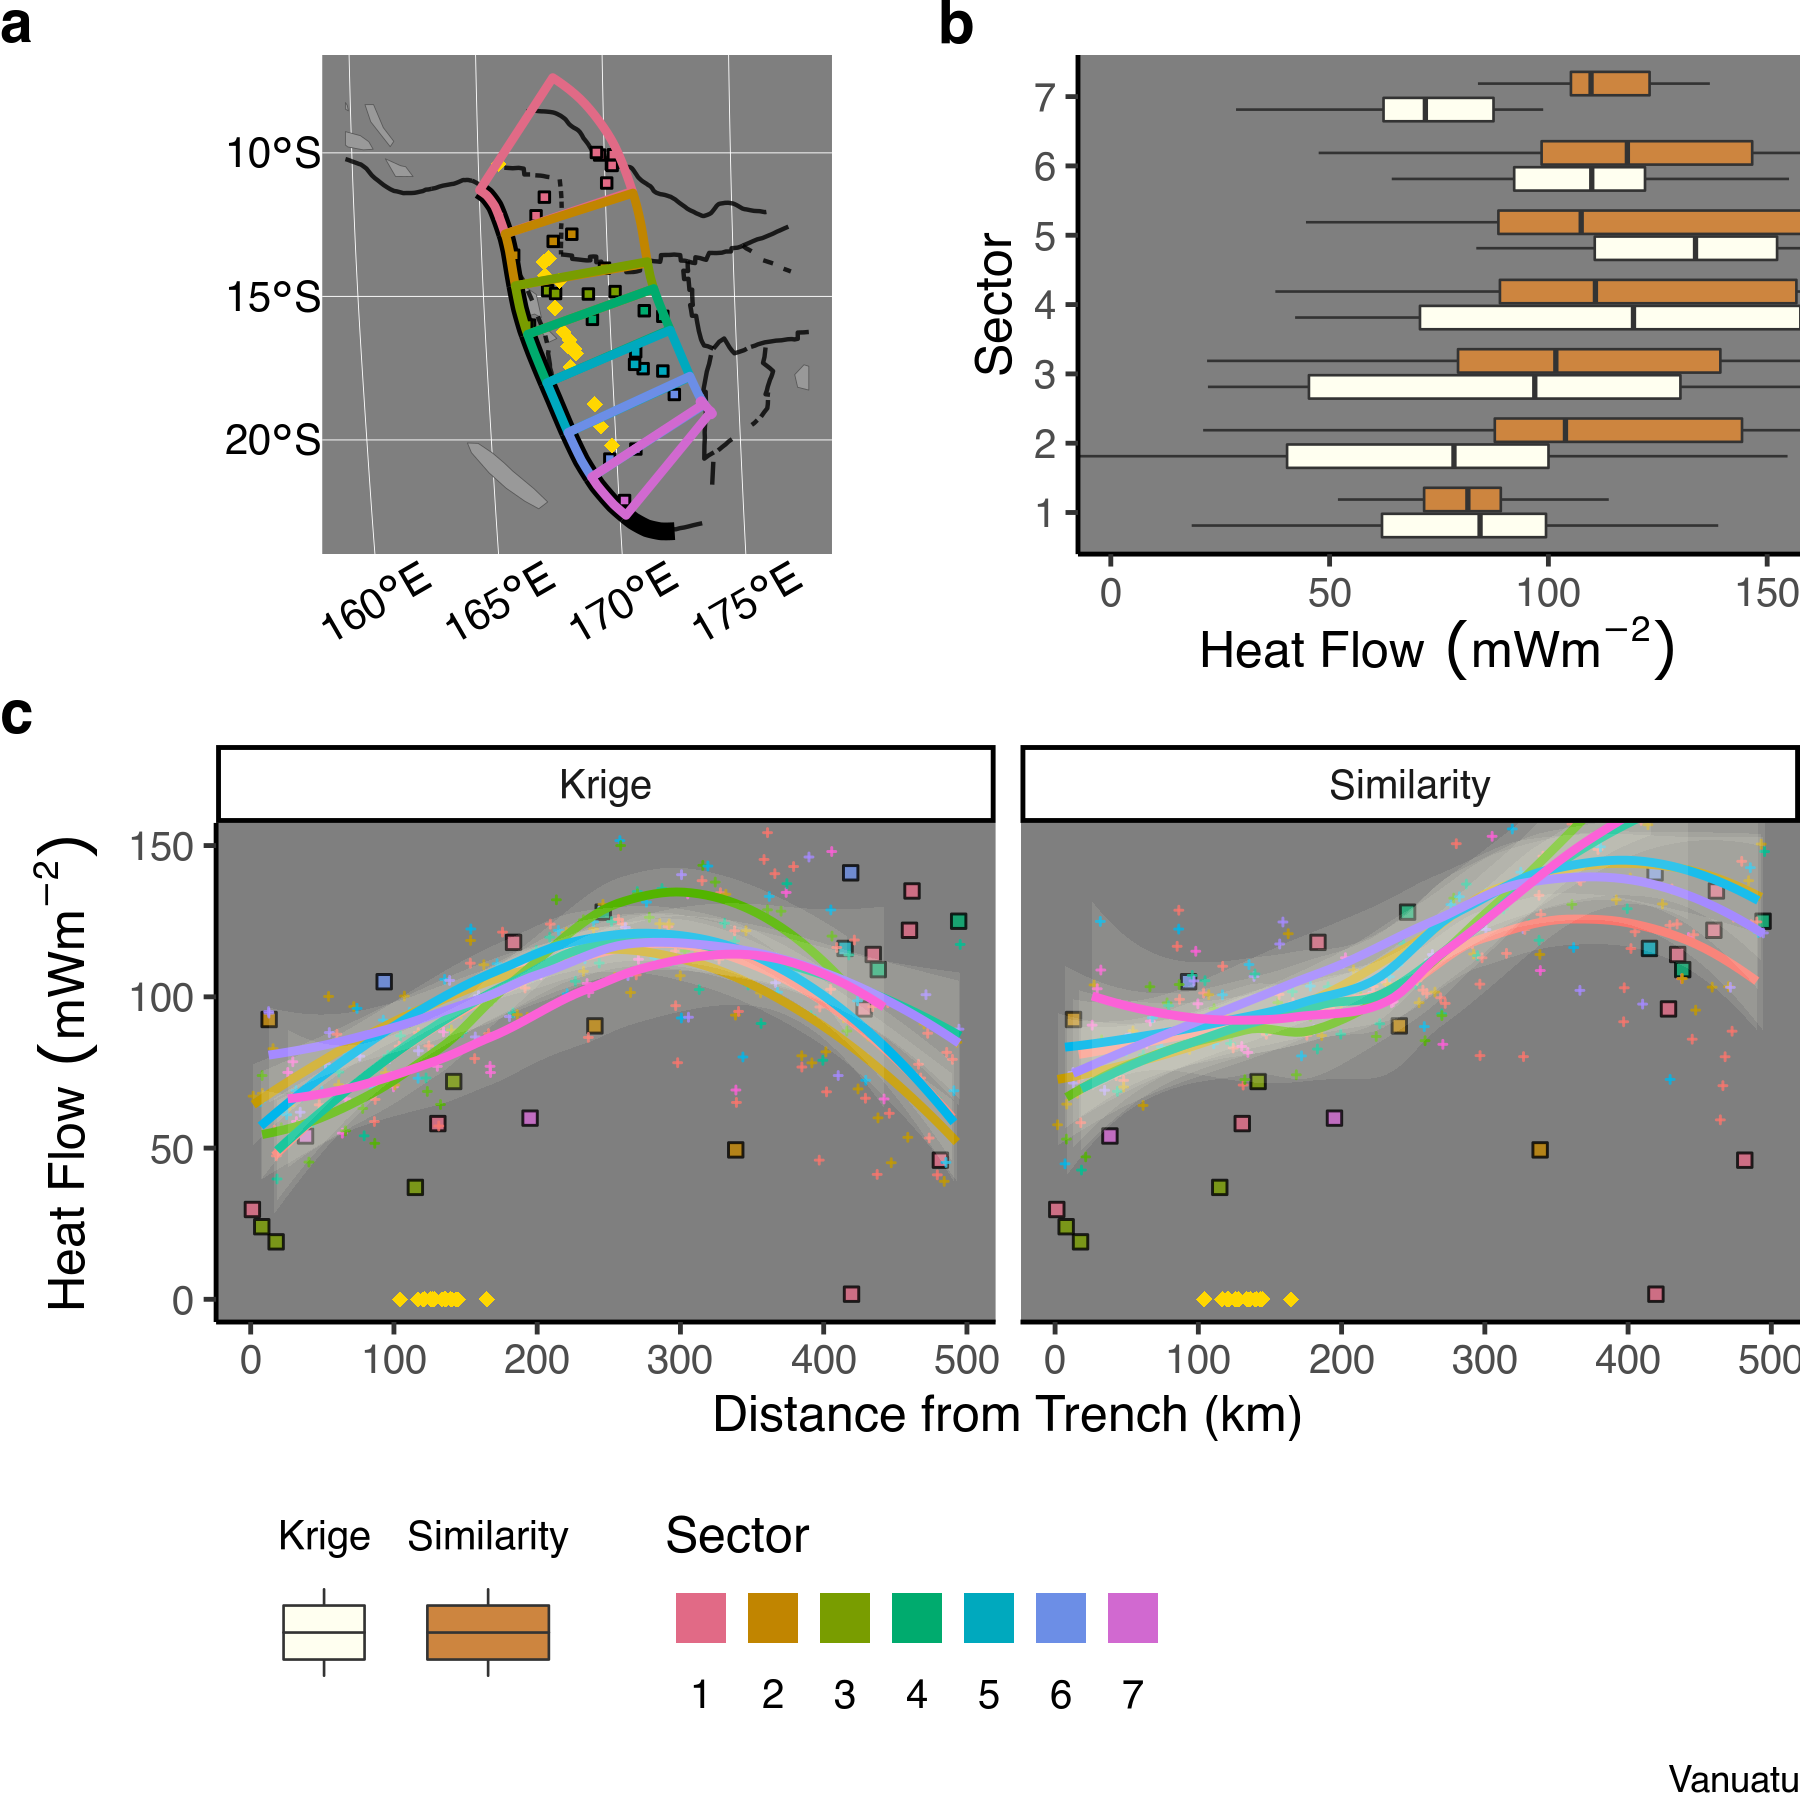 a
b
10°S
15°S
20°S
160°E
165°E
170°E
175°E
Sector
7
6
5
4
3
2
1
0
50
100
150
Heat Flow (mWm−2)
c
Krige
Similarity
Heat Flow (mWm−2)
150
100
50
0
0
100
200
300
400
500
0
100
200
300
400
500
Distance from Trench (km)
Krige
Similarity
Sector
1
2
3
4
5
6
7
Vanuatu